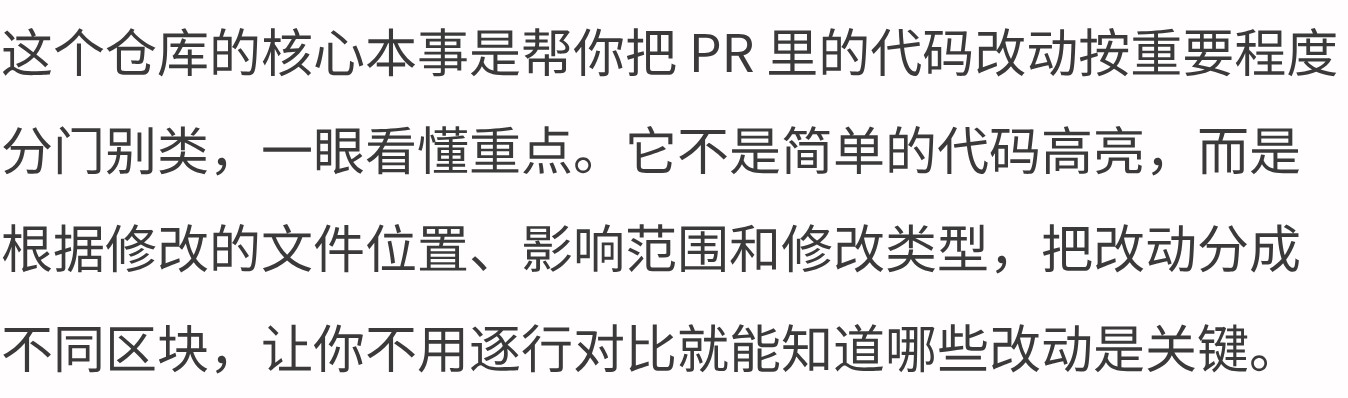 这个仓库的核心本事是帮你把 PR 里的代码改动按重要程度
分门别类，一眼看懂重点。它不是简单的代码高亮，而是
根据修改的文件位置、影响范围和修改类型，把改动分成
不同区块，让你不用逐行对比就能知道哪些改动是关键。